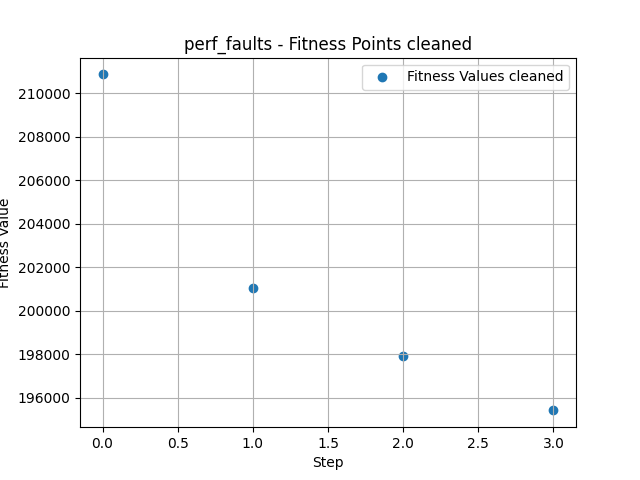 perf_faults - Fitness Points cleaned
Fitness Values cleaned
210000
208000
206000
204000
202000
200000
198000
196000
Fitness Value
0.0 0.5 1.0 1.5 2.0 2.5 3.0
Step